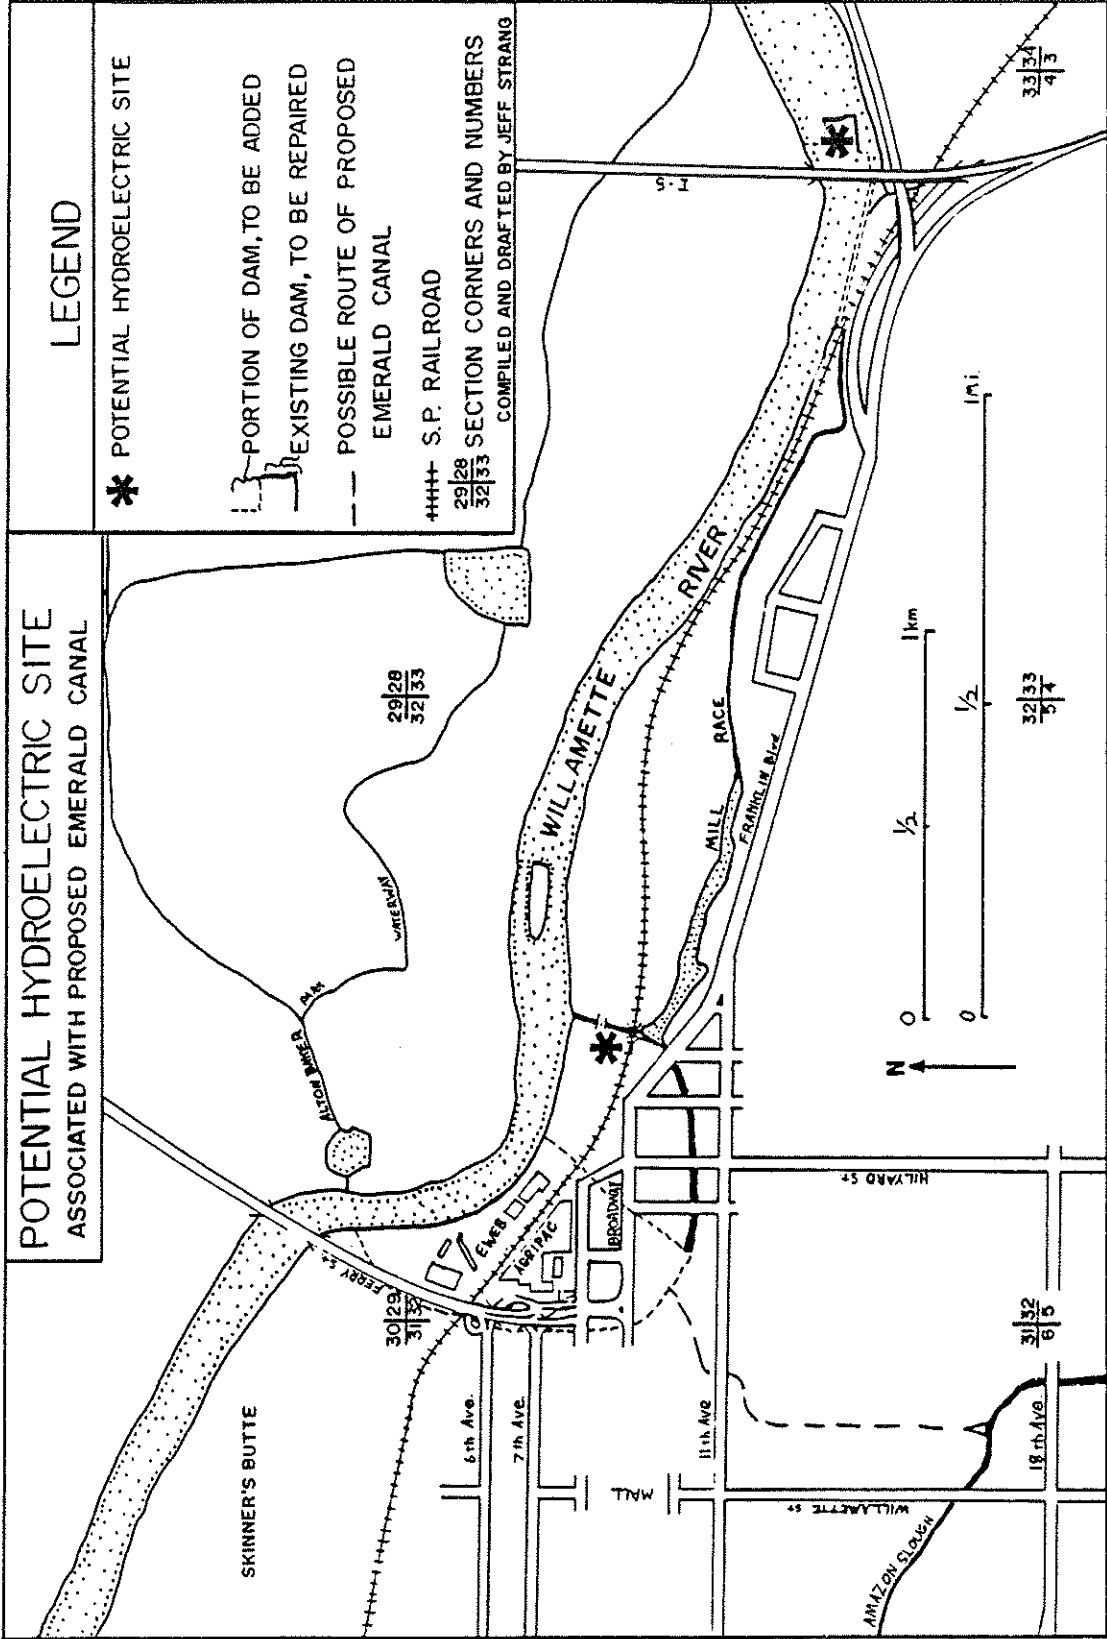 POTENTIAL HYDROELECTRIC SITE
ASSOCIATED WITH PROPOSED EMERALD CANAL
LEGEND
POTENTIAL HYDROELECTRIC SITE
PORTION OF DAM, TO BE ADDED
EXISTING DAM, TO BE REPAIRED
POSSIBLE ROUTE OF PROPOSED
EMERALD CANAL
S.P. RAILROAD
29 28
32 33
SECTION CORNERS AND NUMBERS
COMPILED AND DRAFTED BY JEFF STRANG
SKINNER'S BUTTE
FERRY St.
ALTON BAKER
PARK
WATERWAY
29 28
32 33
I-5
30 29
31 32
EWEB
AGRIPAC
WILLAMETTE
RIVER
6th Ave.
7th Ave.
MALL
BROADWAY
11th Ave
MILL
RACE
FRANKLIN Blvd.
33 34
4 3
WILLAMETTE St
HILYARD St
AMAZON SLOUGH
18th Ave.
31 32
6 5
N
0
1/2
1km
0
1/2
1mi.
32 33
5 4